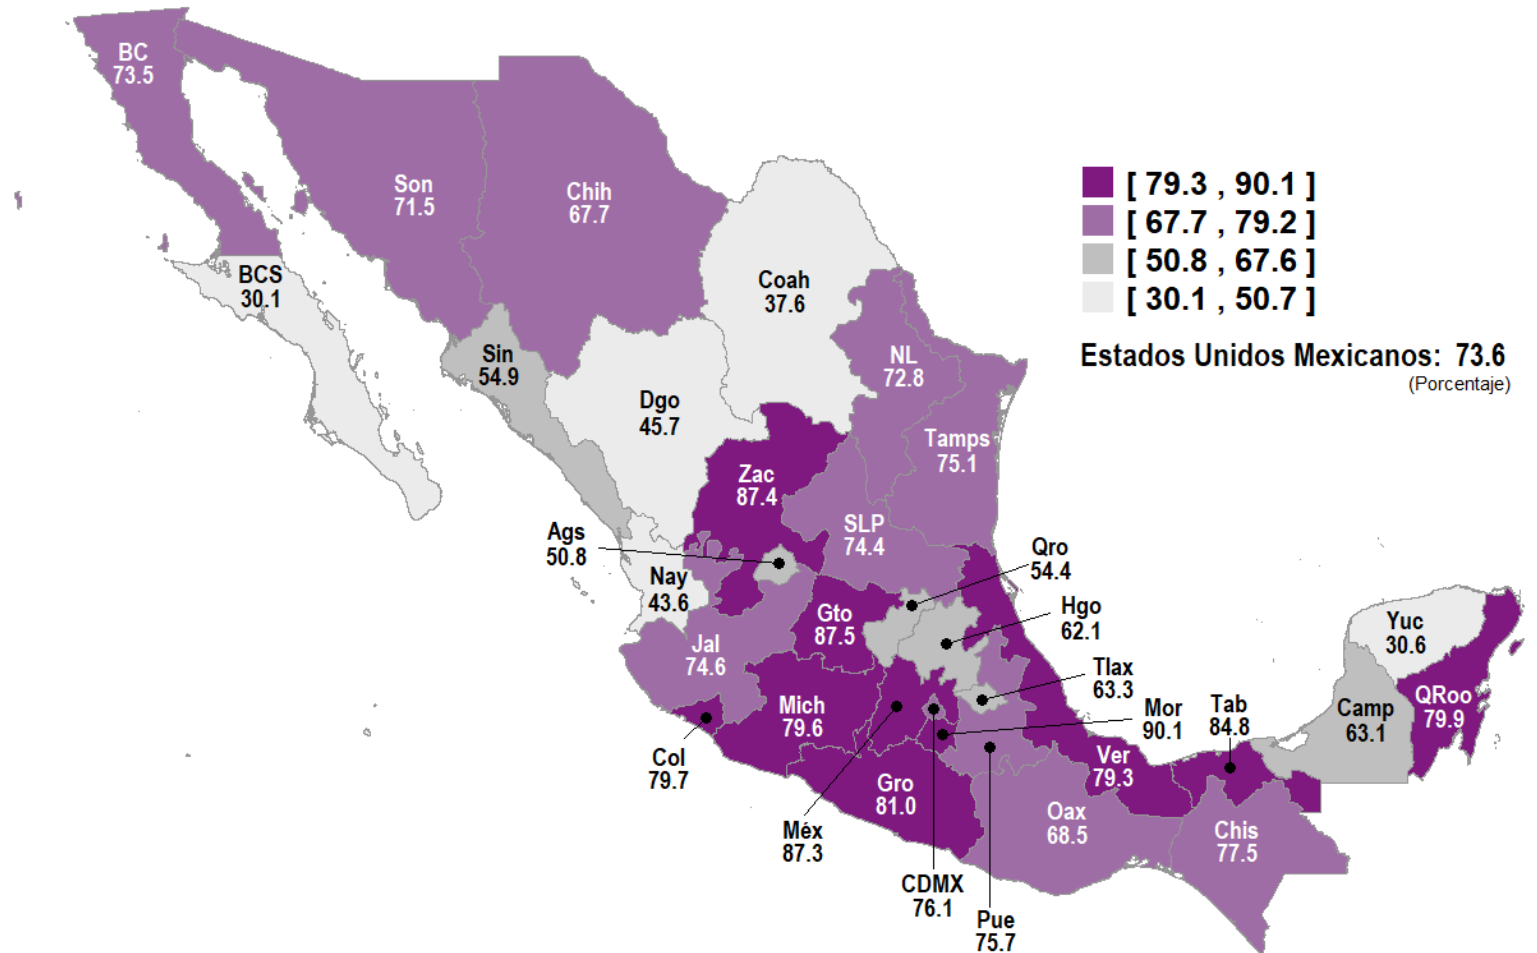 BC
73.5
Son
71.5
Chih
67.7
BCS
30.1
Coah
37.6
Sin
54.9
Dgo
45.7
NL
72.8
Tamps
75.1
Zac
87.4
SLP
74.4
Ags
50.8
Nay
43.6
Jal
74.6
Gto
87.5
Qro
54.4
Hgo
62.1
Tlax
63.3
Mor
90.1
Tab
84.8
Mich
79.6
Col
79.7
Gro
81.0
Méx
87.3
CDMX
76.1
Pue
75.7
Ver
79.3
Oax
68.5
Chis
77.5
Camp
63.1
Yuc
30.6
QRoo
79.9
[ 79.3 , 90.1 ]
[ 67.7 , 79.2 ]
[ 50.8 , 67.6 ]
[ 30.1 , 50.7 ]
Estados Unidos Mexicanos: 73.6
(Porcentaje)